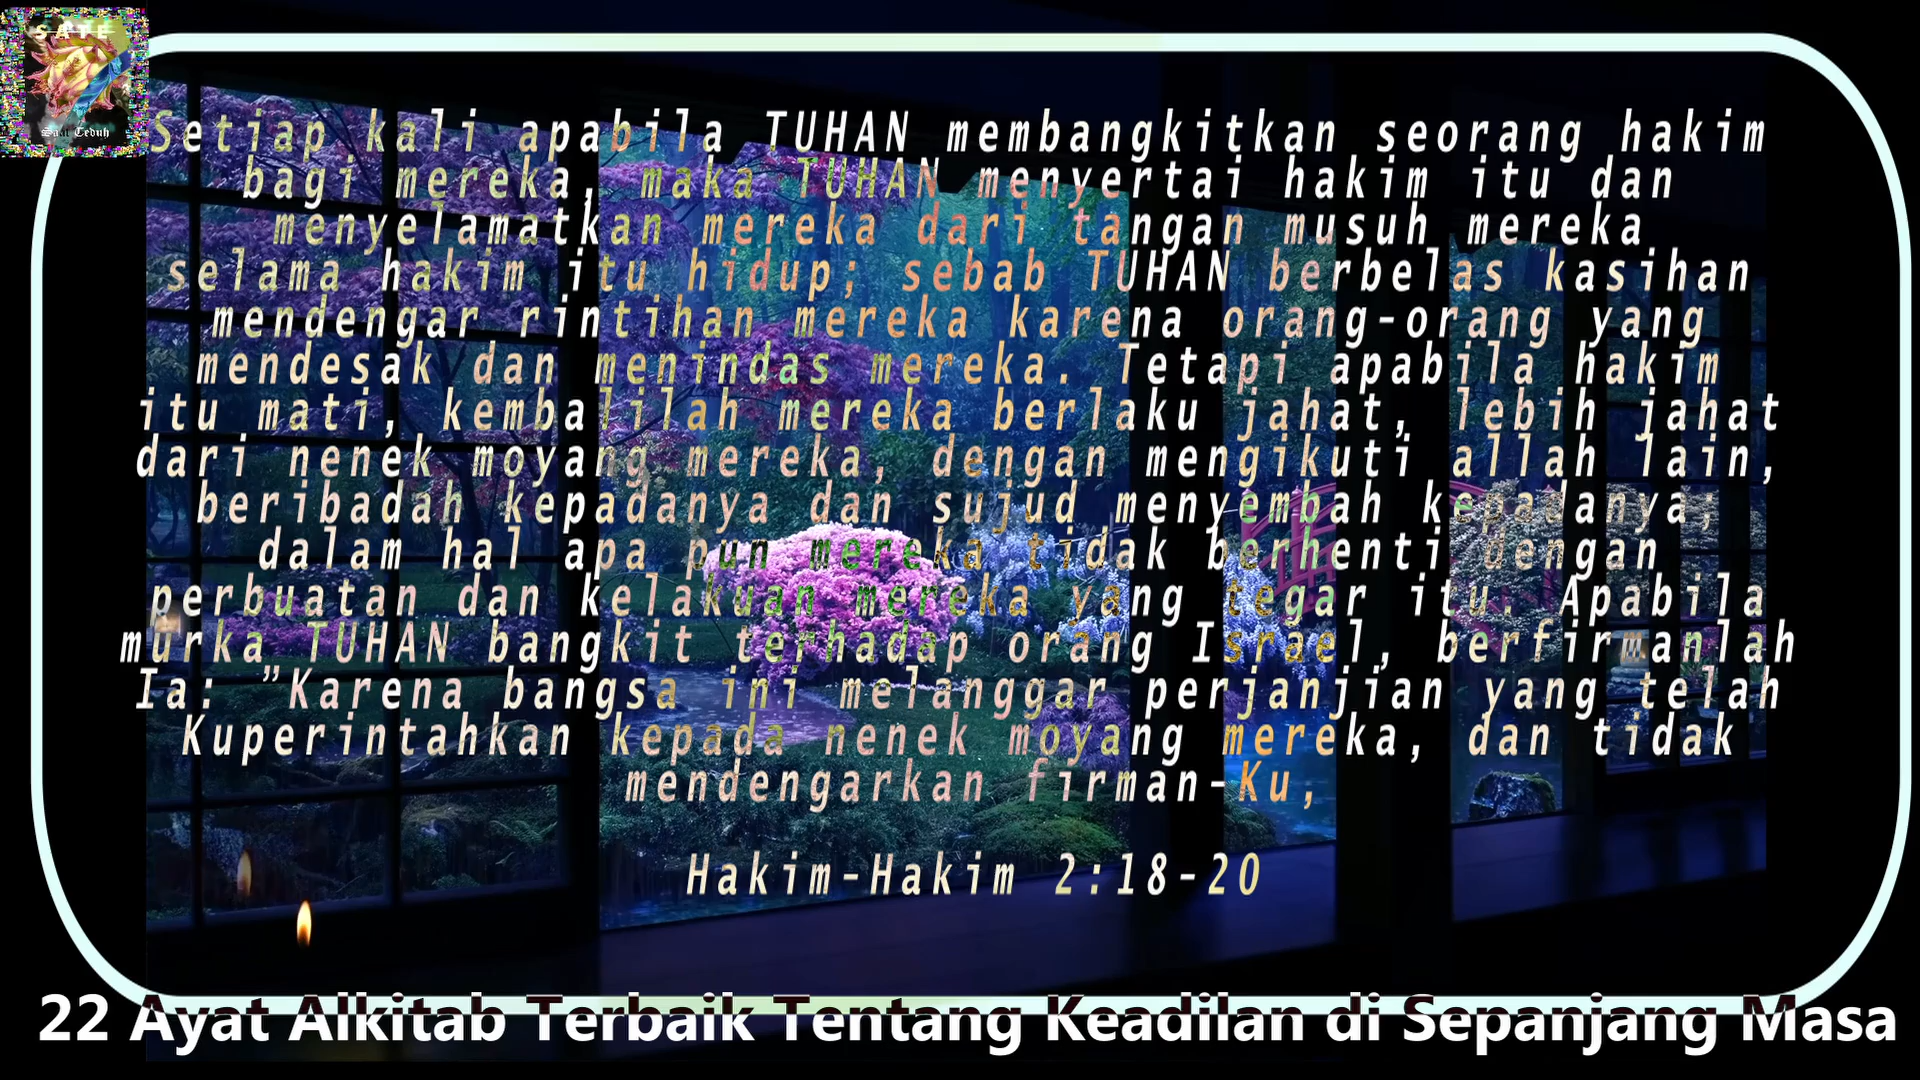 SATE
Saat Teduh
Setiap kali apabila TUHAN membangkitkan seorang hakim
bagi mereka, maka TUHAN menyertai hakim itu dan
menyelamatkan mereka dari tangan musuh mereka
selama hakim itu hidup; sebab TUHAN berbelas kasihan
mendengar rintihan mereka karena orang-orang yang
mendesak dan menindas mereka. Tetapi apabila hakim
itu mati, kembalilah mereka berlaku jahat, lebih jahat
dari nenek moyang mereka, dengan mengikuti allah lain,
beribadah kepadanya dan sujud menyembah kepadanya;
dalam hal apa pun mereka tidak berhenti dengan
perbuatan dan kelakuan mereka yang tegar itu. Apabila
murka TUHAN bangkit terhadap orang Israel, berfirmanlah
Ia: ”Karena bangsa ini melanggar perjanjian yang telah
Kuperintahkan kepada nenek moyang mereka, dan tidak
mendengarkan firman-Ku,
Hakim-Hakim 2:18-20
22 Ayat Alkitab Terbaik Tentang Keadilan di Sepanjang Masa